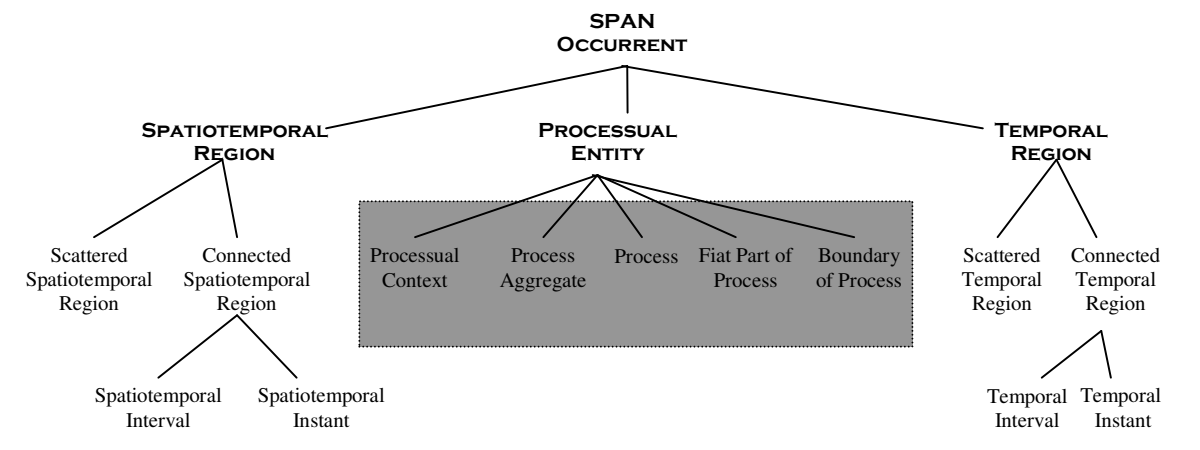 SPAN
OCCURRENT
SPATIOTEMPORAL
REGION
PROCESSUAL
ENTITY
TEMPORAL
REGION
Scattered
Spatiotemporal
Region
Connected
Spatiotemporal
Region
Processual
Context
Process
Aggregate
Process
Fiat Part of
Process
Boundary
of Process
Scattered
Temporal
Region
Connected
Temporal
Region
Spatiotemporal
Interval
Spatiotemporal
Instant
Temporal
Interval
Temporal
Instant